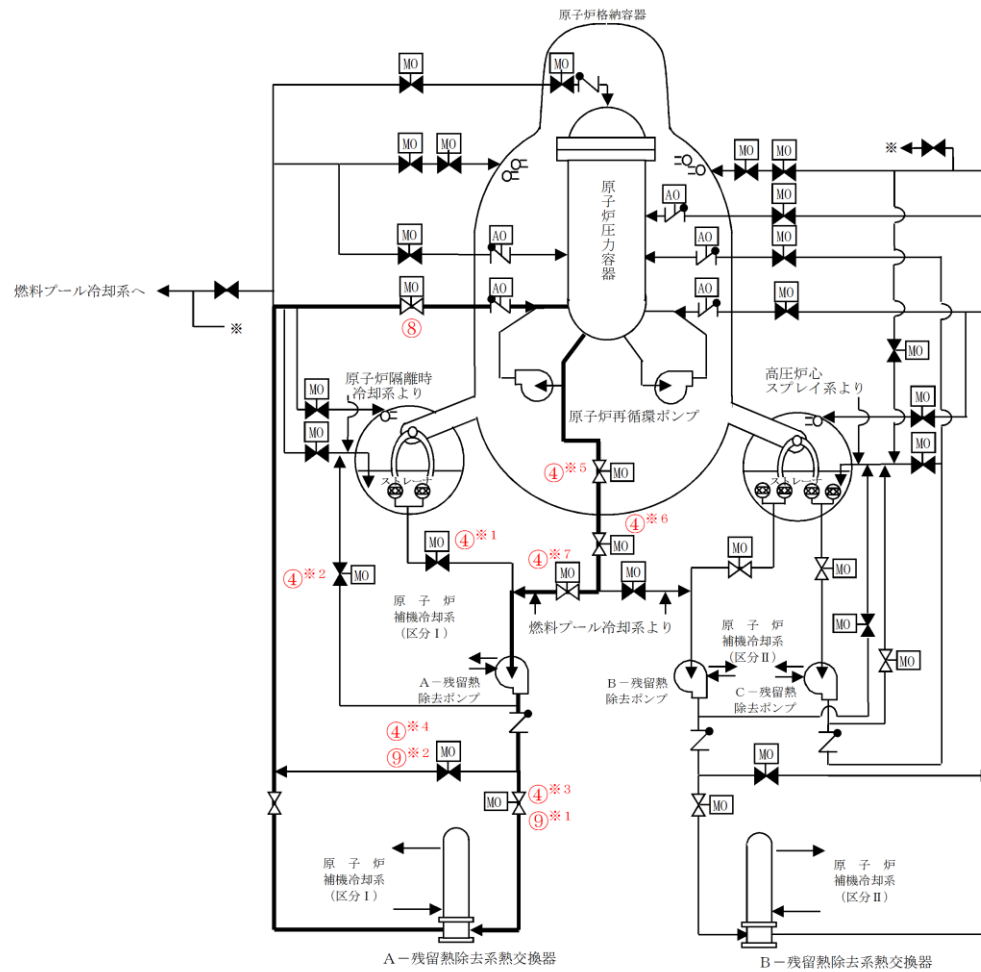 原子炉格納容器
MO
MO
MO
MO
MO
MO
※
原子炉圧力容器
AO
MO
MO
AO
AO
MO
燃料プール冷却系へ
※
MO
AO
AO
MO
⑧
MO
原子炉隔離時
冷却系より
高圧炉心
スプレイ系より
MO
MO
原子炉再循環ポンプ
MO
MO
ストレーナ
ストレーナ
④※5
MO
④※6
MO
④※1
④※7
MO
MO
MO
MO
MO
④※2
MO
原子炉
補機冷却系
(区分Ⅰ)
燃料プール冷却系より
原子炉
補機冷却系
(区分Ⅱ)
MO
MO
A-残留熱
除去ポンプ
B-残留熱
除去ポンプ
C-残留熱
除去ポンプ
④※4
⑨※2
MO
MO
MO
④※3
⑨※1
MO
原子炉
補機冷却系
(区分Ⅰ)
原子炉
補機冷却系
(区分Ⅱ)
A-残留熱除去系熱交換器
B-残留熱除去系熱交換器